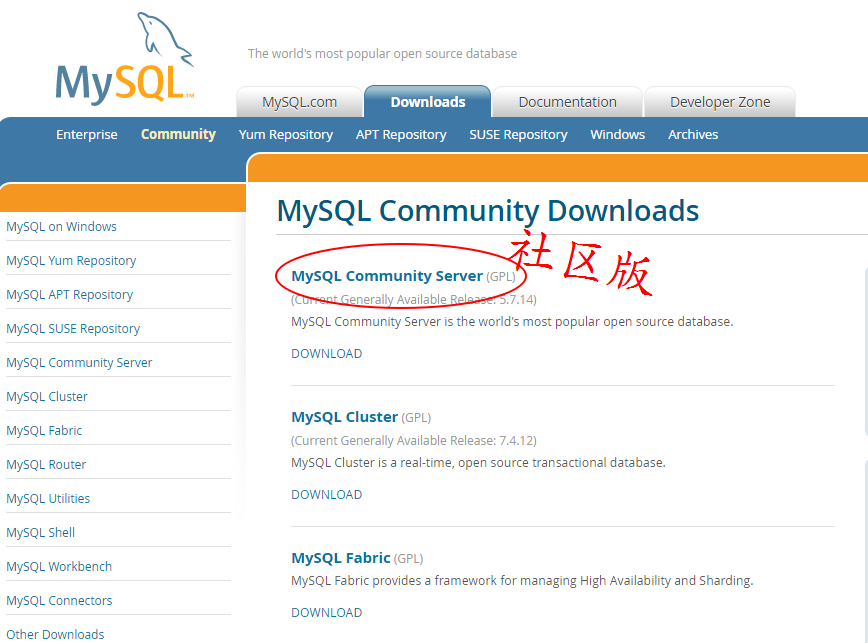 MySQL™
The world's most popular open source database
MySQL.com Downloads Documentation Developer Zone
Enterprise Community Yum Repository APT Repository SUSE Repository Windows Archives
MySQL on Windows
MySQL Yum Repository
MySQL APT Repository
MySQL SUSE Repository
MySQL Community Server
MySQL Cluster
MySQL Fabric
MySQL Router
MySQL Utilities
MySQL Shell
MySQL Workbench
MySQL Connectors
Other Downloads
MySQL Community Downloads
MySQL Community Server (GPL)
社区版
(Current Generally Available Release: 5.7.14)
MySQL Community Server is the world's most popular open source database.
DOWNLOAD
MySQL Cluster (GPL)
(Current Generally Available Release: 7.4.12)
MySQL Cluster is a real-time, open source transactional database.
DOWNLOAD
MySQL Fabric (GPL)
MySQL Fabric provides a framework for managing High Availability and Sharding.
DOWNLOAD